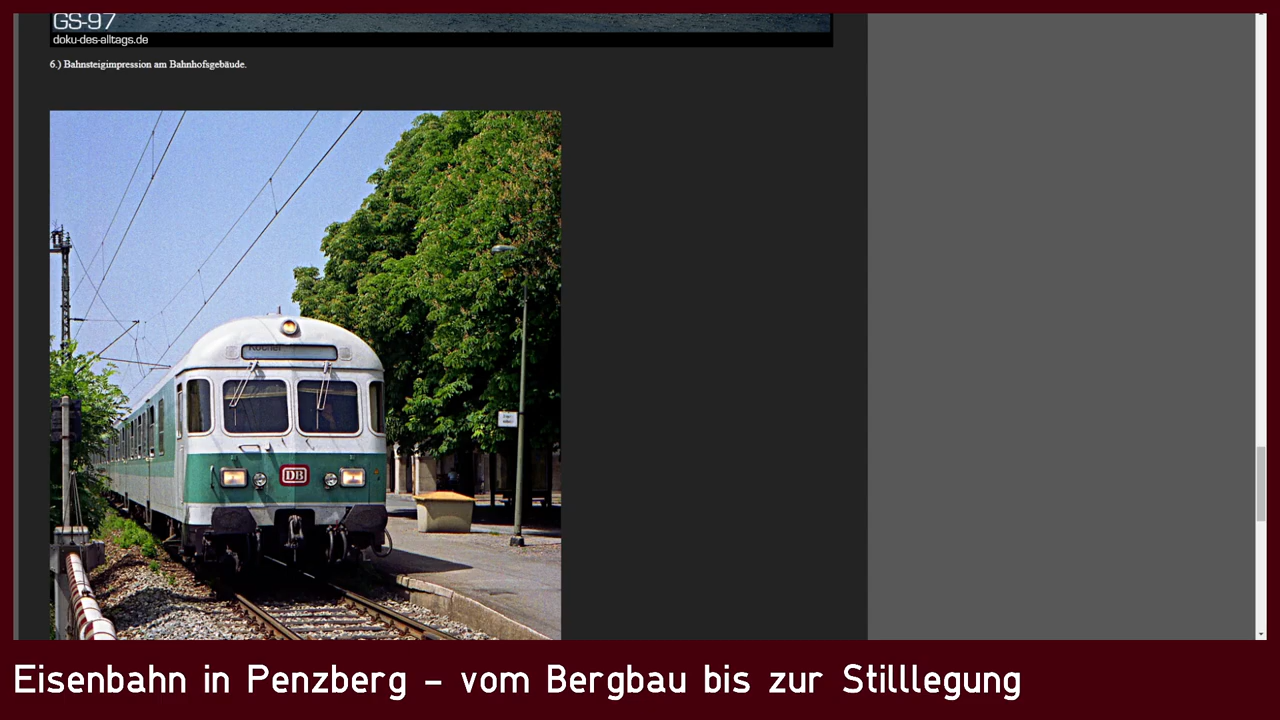 GS-97
doku-des-alltags.de
6.) Bahnsteigimpression am Bahnhofsgebäude.
Kochel
DB
Eisenbahn in Penzberg – vom Bergbau bis zur Stilllegung